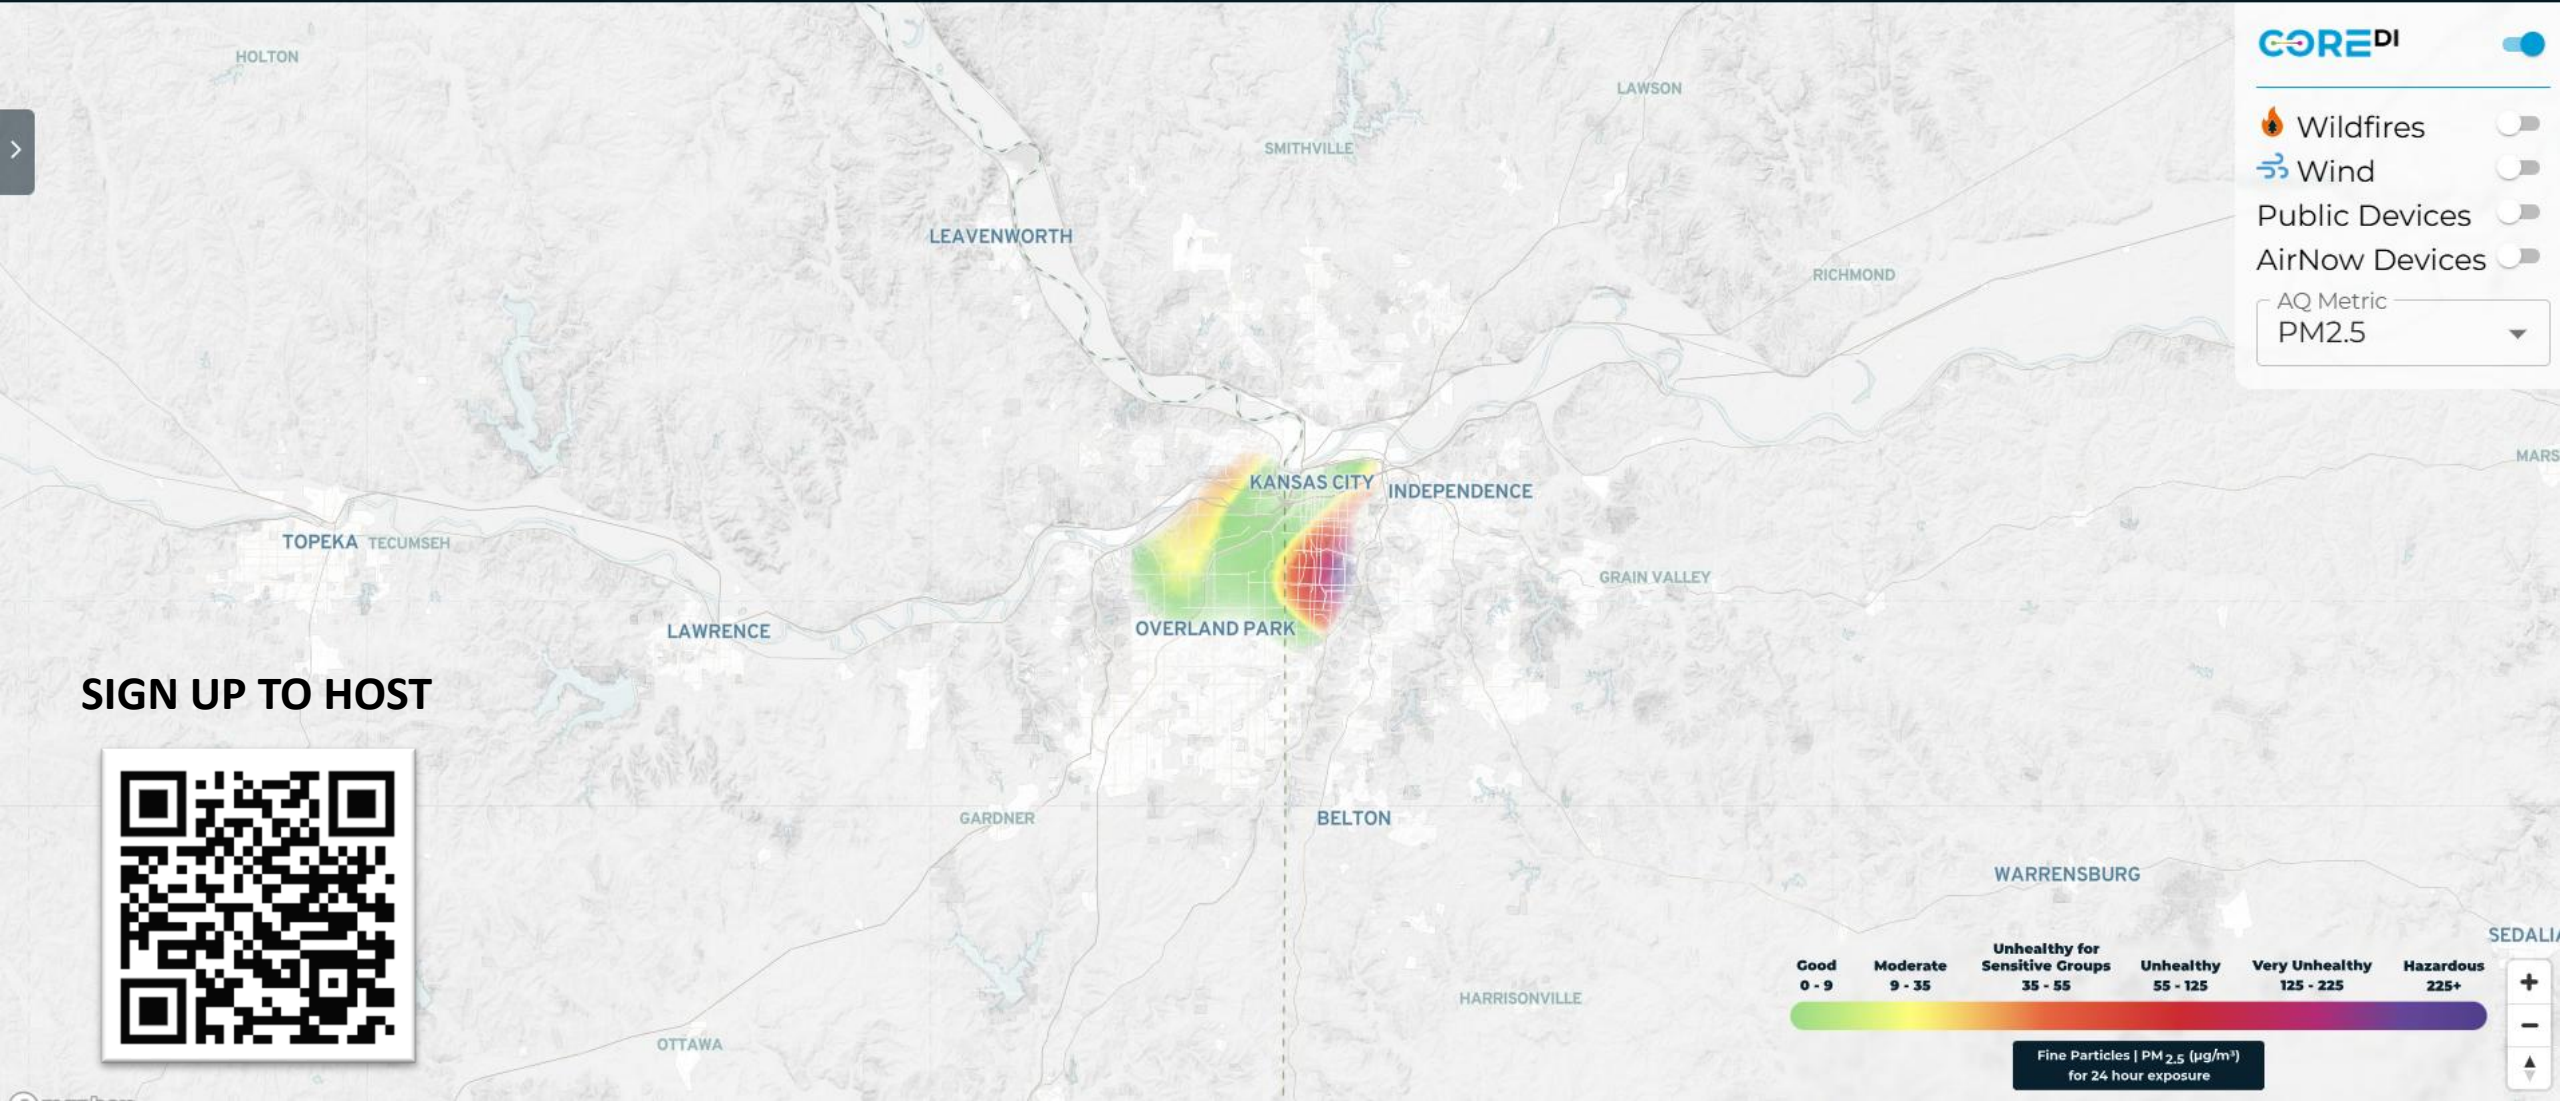 HOLTON
LAWSON
SMITHVILLE
LEAVENWORTH
RICHMOND
COREDI
Wildfires
Wind
Public Devices
AirNow Devices
AQ Metric
PM2.5
MARS
KANSAS CITY
INDEPENDENCE
TOPEKA
TECUMSEH
GRAIN VALLEY
LAWRENCE
OVERLAND PARK
SIGN UP TO HOST
GARDNER
BELTON
WARRENSBURG
SEDALIA
HARRISONVILLE
OTTAWA
Good
0 - 9
Moderate
9 - 35
Unhealthy for
Sensitive Groups
35 - 55
Unhealthy
55 - 125
Very Unhealthy
125 - 225
Hazardous
225+
Fine Particles | PM 2.5 (µg/m³)
for 24 hour exposure